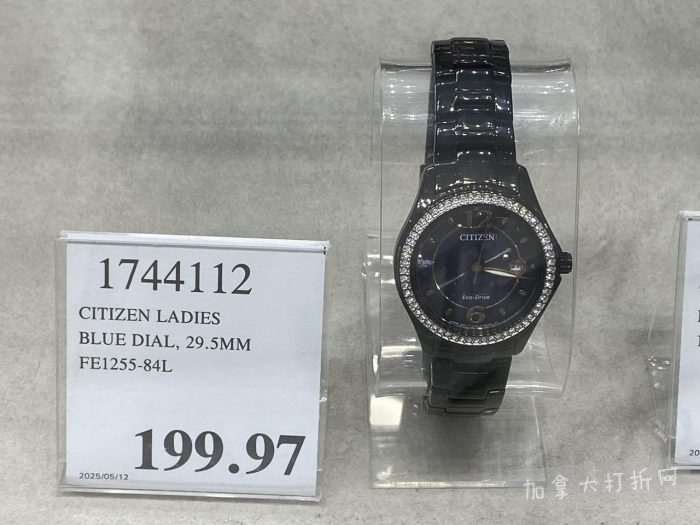 1744112
CITIZEN LADIES
BLUE DIAL, 29.5MM
FE1255-84L
199.97
2025/05/12
12
CITIZEN
Eco-Drive
加拿大打折网